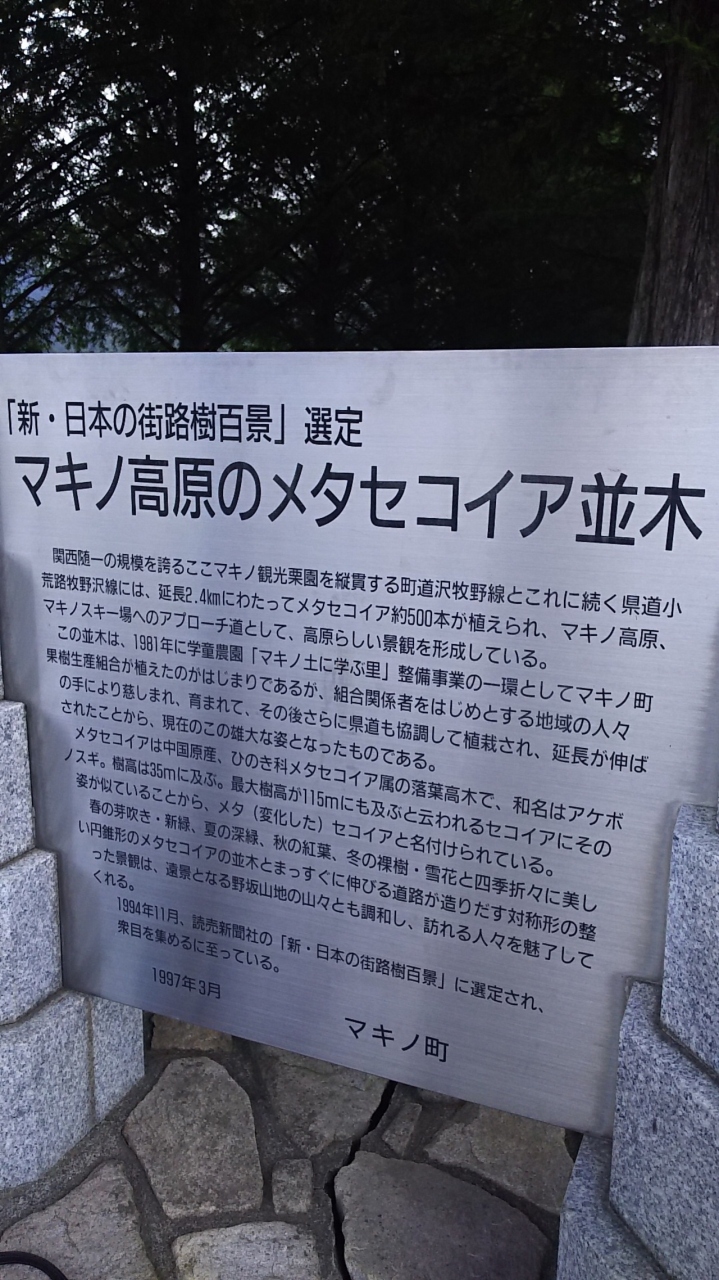 「新・日本の街路樹百景」選定
マキノ高原のメタセコイア並木
関西随一の規模を誇るここマキノ観光栗園を縦貫する町道沢牧野線とこれに続く県道小
荒路牧野沢線には、延長2.4kmにわたってメタセコイア約500本が植えられ、マキノ高原、
マキノスキー場へのアプローチ道として、高原らしい景観を形成している。
この並木は、1981年に学童農園「マキノ土に学ぶ里」整備事業の一環としてマキノ町
果樹生産組合が植えたのがはじまりであるが、組合関係者をはじめとする地域の人々
の手により慈しまれ、育まれて、その後さらに県道も協調して植栽され、延長が伸ば
されたことから、現在のこの雄大な姿となったものである。
メタセコイアは中国原産、ひのき科メタセコイア属の落葉高木で、和名はアケボ
ノスギ。樹高は35mに及ぶ。最大樹高が115mにも及ぶと云われるセコイアにその
姿が似ていることから、メタ（変化した）セコイアと名付けられている。
春の芽吹き・新緑、夏の深緑、秋の紅葉、冬の裸樹・雪花と四季折々に美し
い円錐形のメタセコイアの並木とまっすぐに伸びる道路が造りだす対称形の整
った景観は、遠景となる野坂山地の山々とも調和し、訪れる人々を魅了して
くれる。
1994年11月、読売新聞社の「新・日本の街路樹百景」に選定され、
衆目を集めるに至っている。
1997年3月
マキノ町